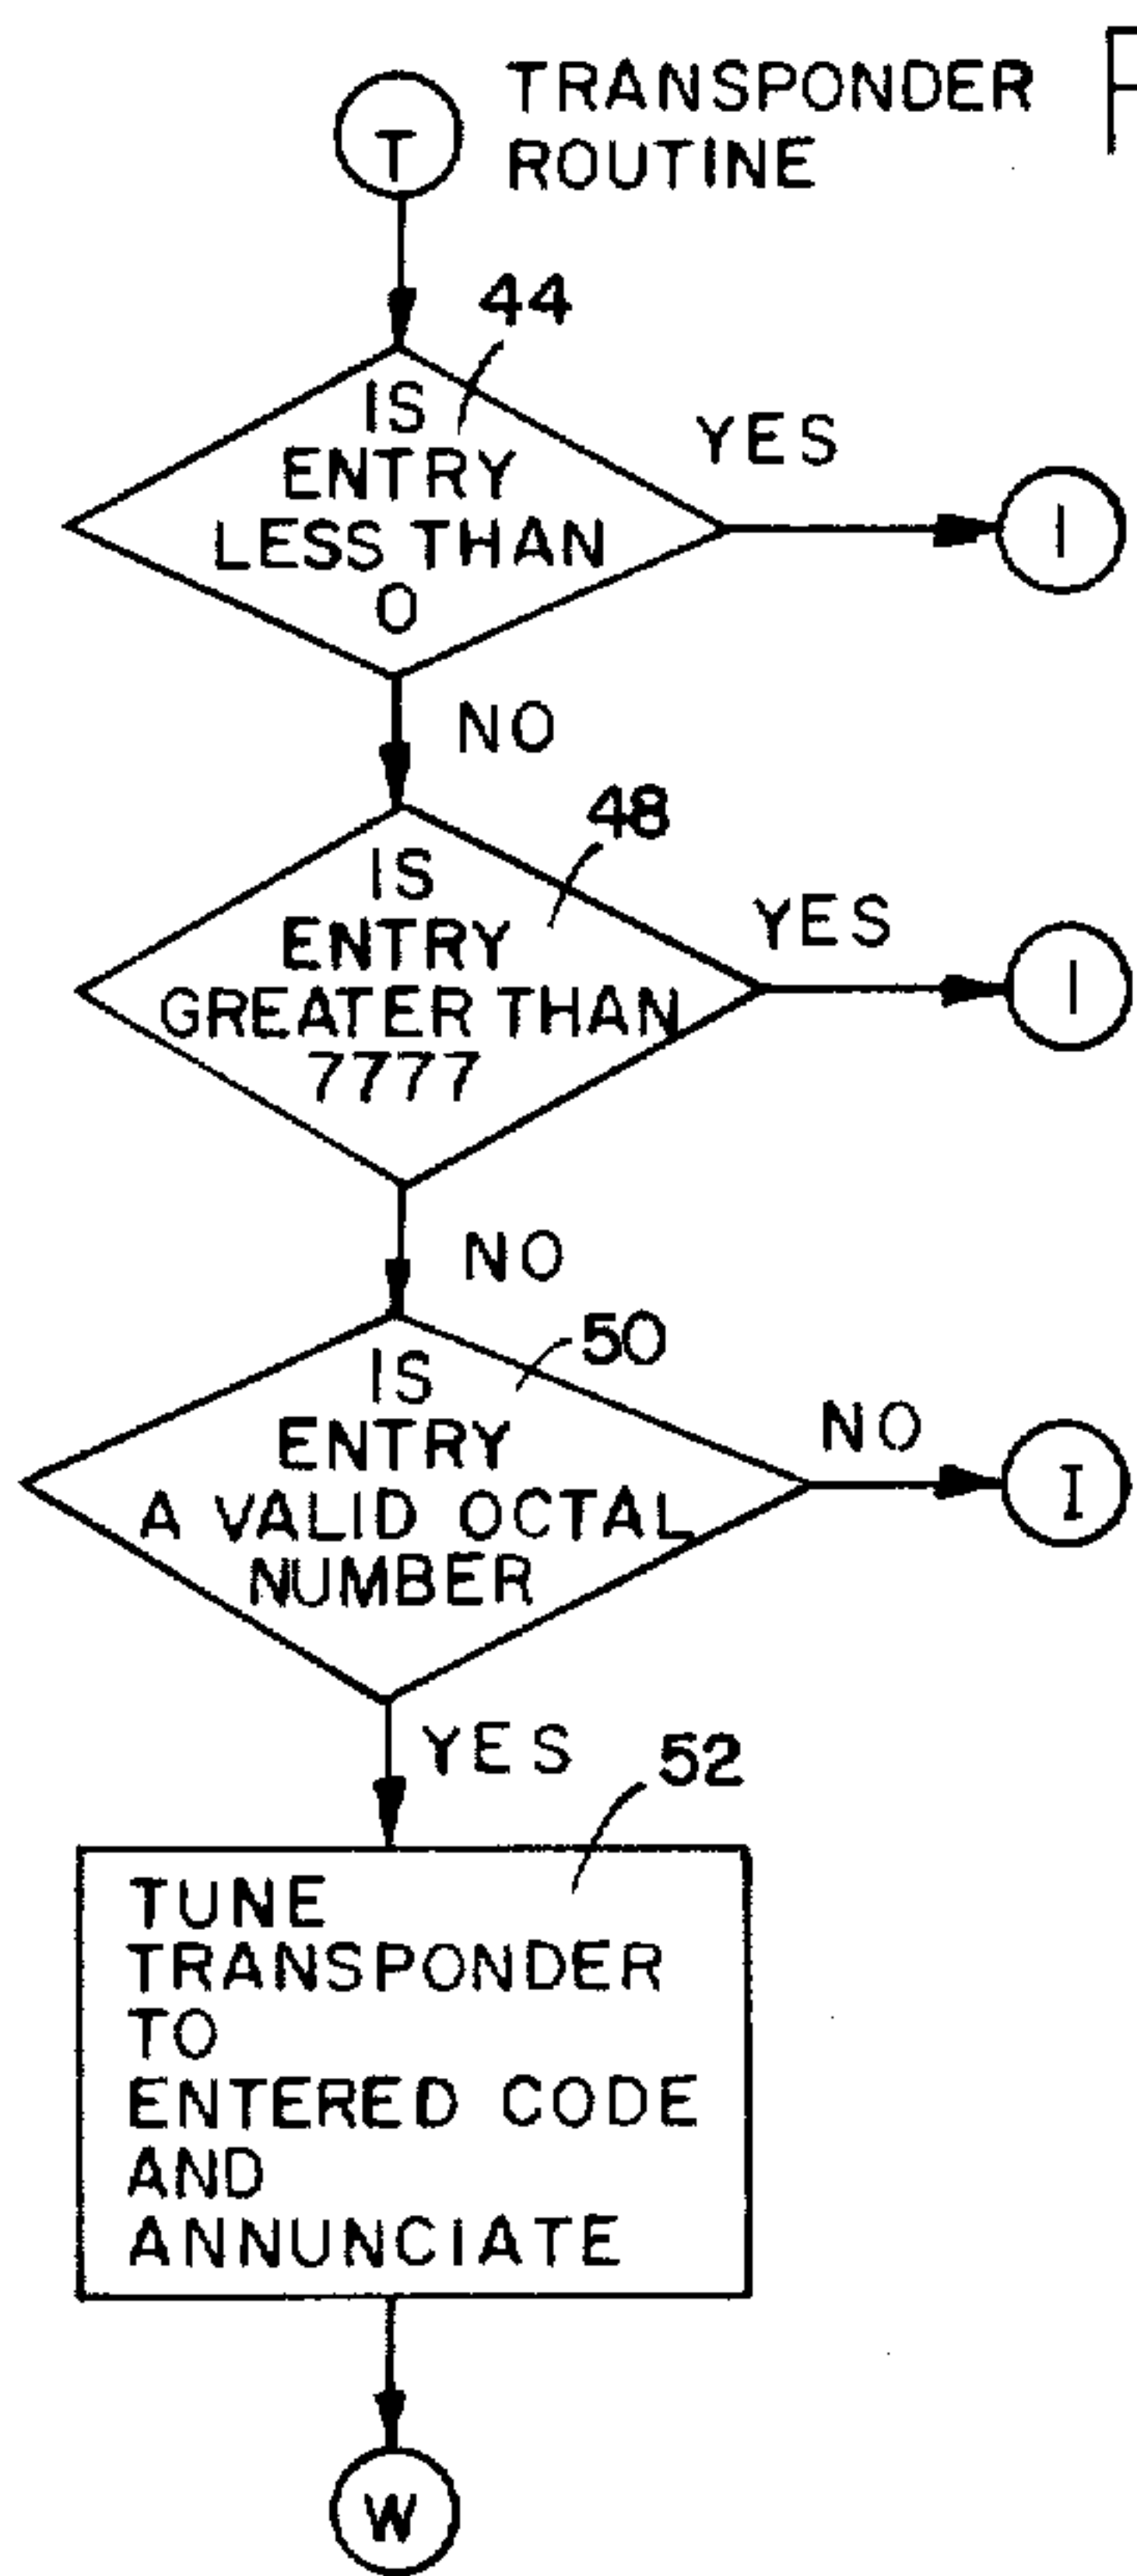 T
TRANSPONDER
ROUTINE
44
IS
ENTRY
LESS THAN
0
YES
I
NO
48
IS
ENTRY
GREATER THAN
7777
YES
I
NO
50
IS
ENTRY
A VALID OCTAL
NUMBER
NO
I
YES
52
TUNE
TRANSPONDER
TO
ENTERED CODE
AND
ANNUNCIATE
W